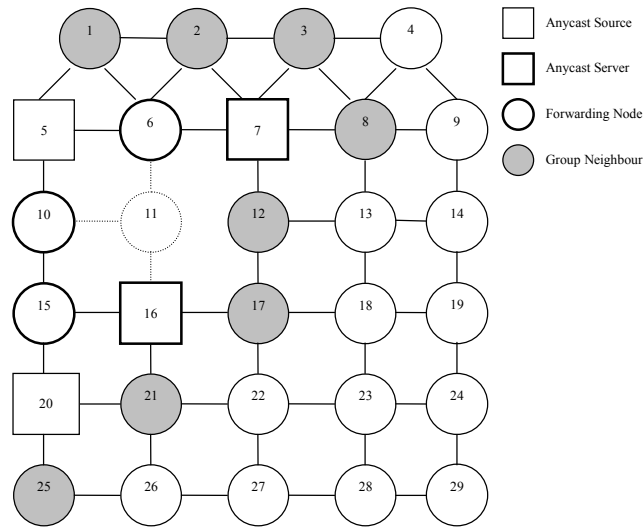 1 2 3 4
Anycast Source
Anycast Server
Forwarding Node
Group Neighbour
5 6 7 8 9
10 11 12 13 14
15 16 17 18 19
20 21 22 23 24
25 26 27 28 29